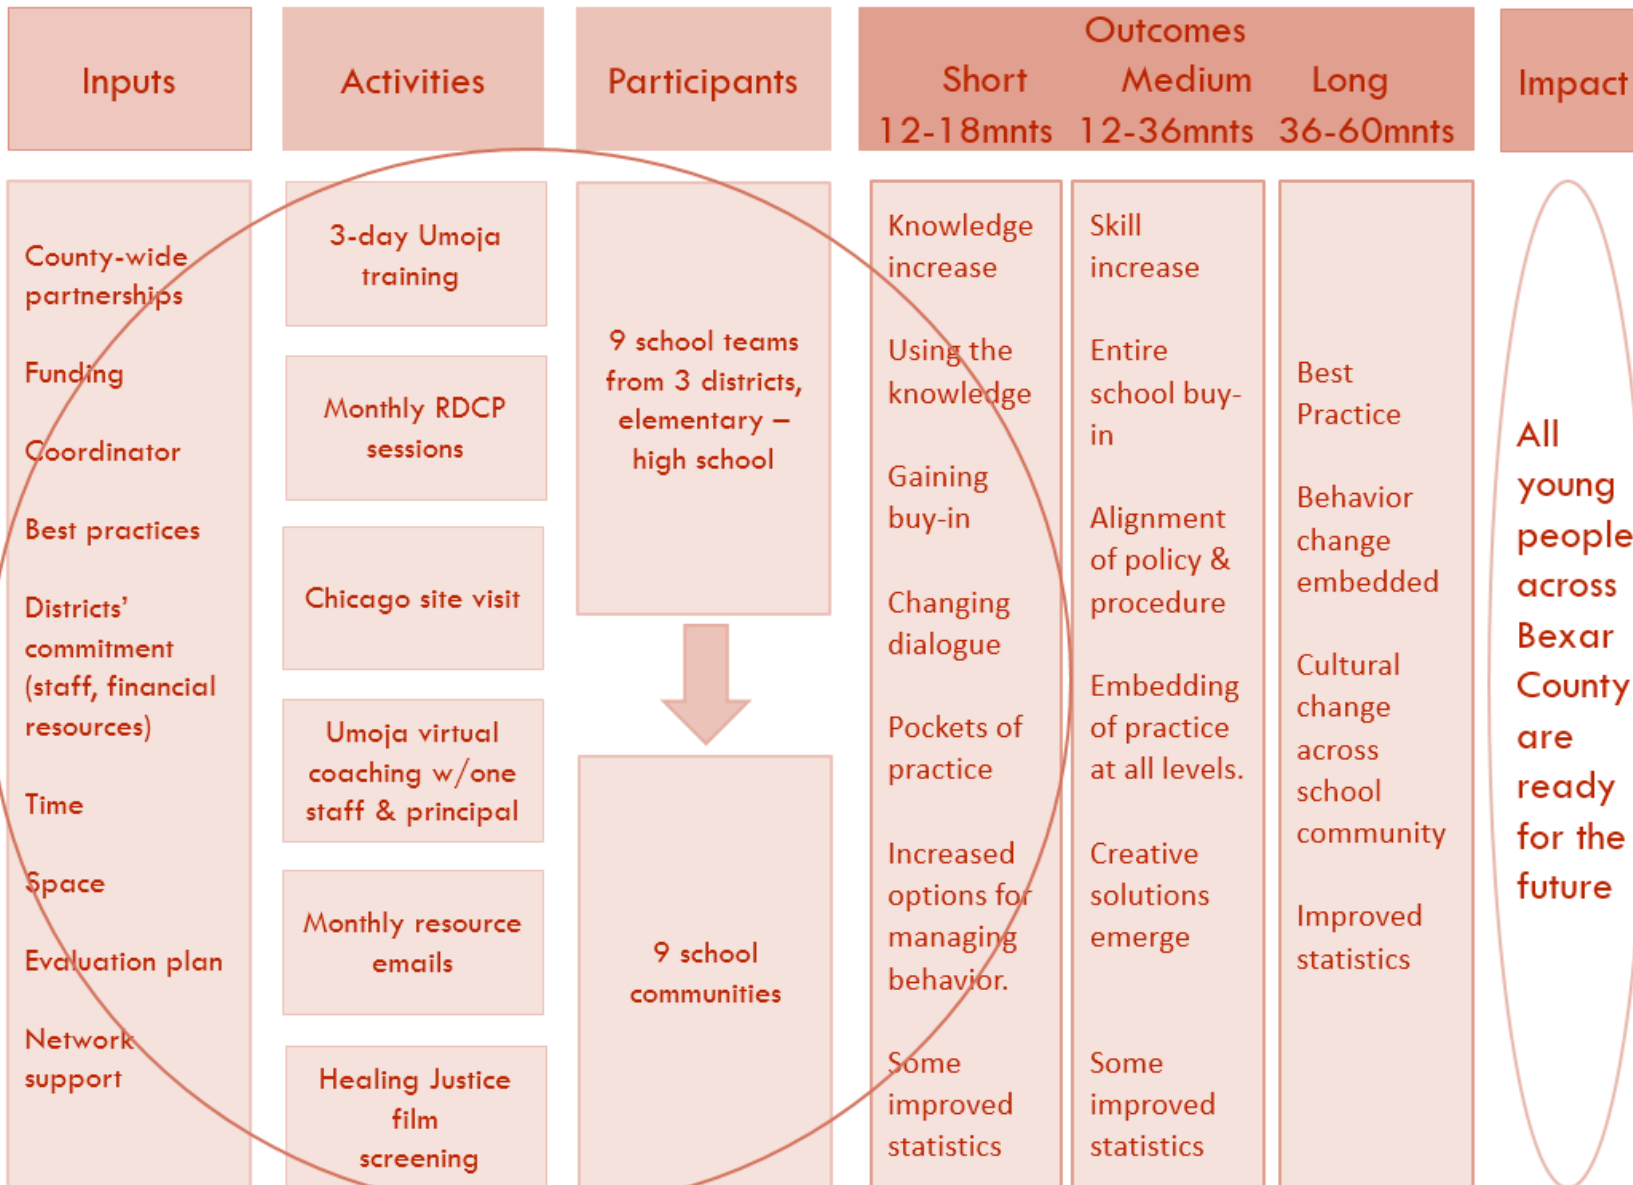 Inputs
Activities
Participants
Outcomes
Short
Medium
Long
12-18mnts
12-36mnts
36-60mnts
Impact
County-wide
partnerships
Funding
Coordinator
Best practices
Districts'
commitment
(staff, financial
resources)
Time
Space
Evaluation plan
Network
support
3-day Umoja
training
Monthly RDCP
sessions
Chicago site visit
Umoja virtual
coaching w/one
staff & principal
Monthly resource
emails
Healing Justice
film
screening
9 school teams
from 3 districts,
elementary –
high school
9 school
communities
Knowledge
increase
Using the
knowledge
Gaining
buy-in
Changing
dialogue
Pockets of
practice
Increased
options for
managing
behavior.
Some
improved
statistics
Skill
increase
Entire
school buy-
in
Alignment
of policy &
procedure
Embedding
of practice
at all levels.
Creative
solutions
emerge
Some
improved
statistics
Best
Practice
Behavior
change
embedded
Cultural
change
across
school
community
Improved
statistics
All
young
people
across
Bexar
County
are
ready
for the
future